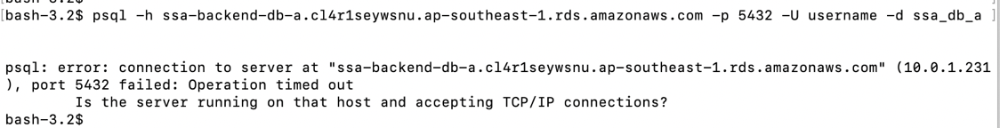 [bash-3.2$ psql -h ssa-backend-db-a.cl4r1seywsnu.ap-southeast-1.rds.amazonaws.com -p 5432 -U username -d ssa_db_a ]
psql: error: connection to server at "ssa-backend-db-a.cl4r1seywsnu.ap-southeast-1.rds.amazonaws.com" (10.0.1.231
), port 5432 failed: Operation timed out
        Is the server running on that host and accepting TCP/IP connections?
bash-3.2$